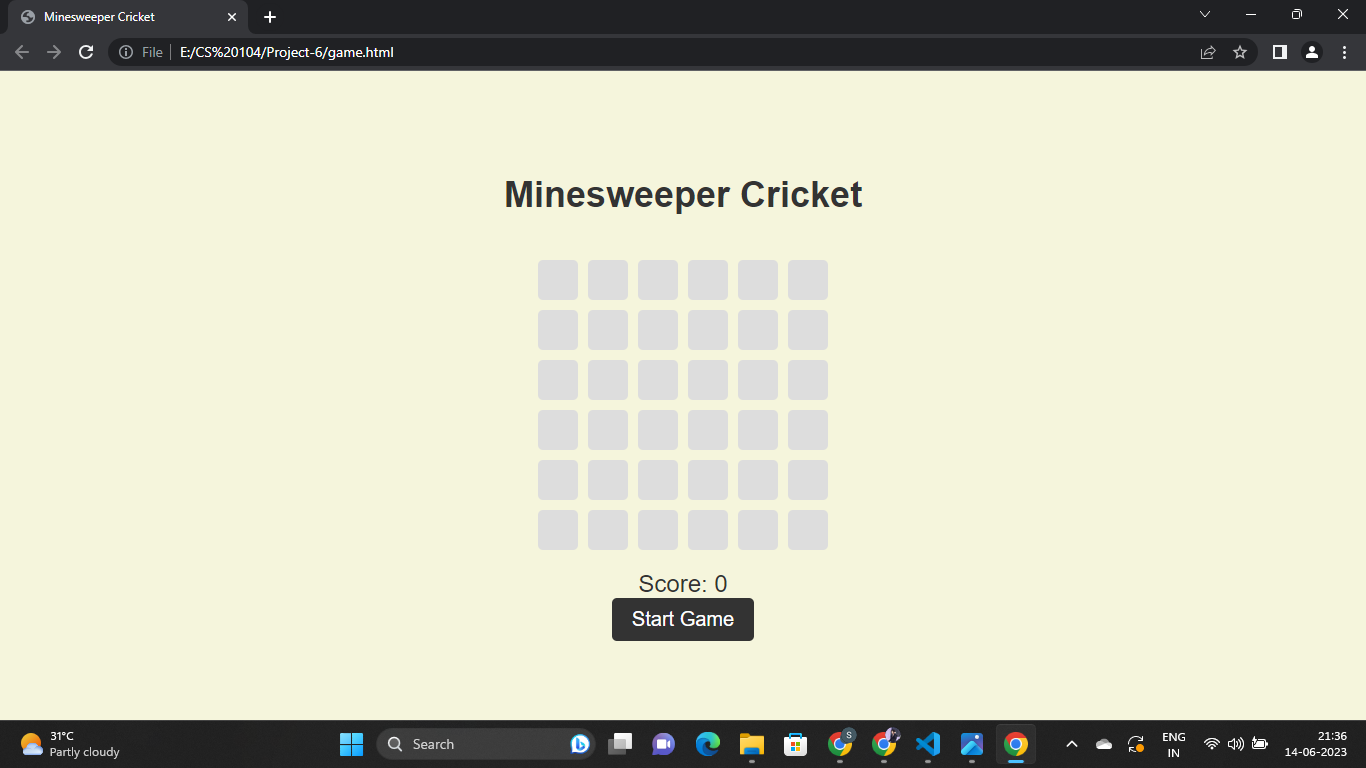 Minesweeper Cricket
File
E:/CS%20104/Project-6/game.html
Minesweeper Cricket
Score: 0
Start Game
31°C
Partly cloudy
Search
S
ENG
IN
21:36
14-06-2023